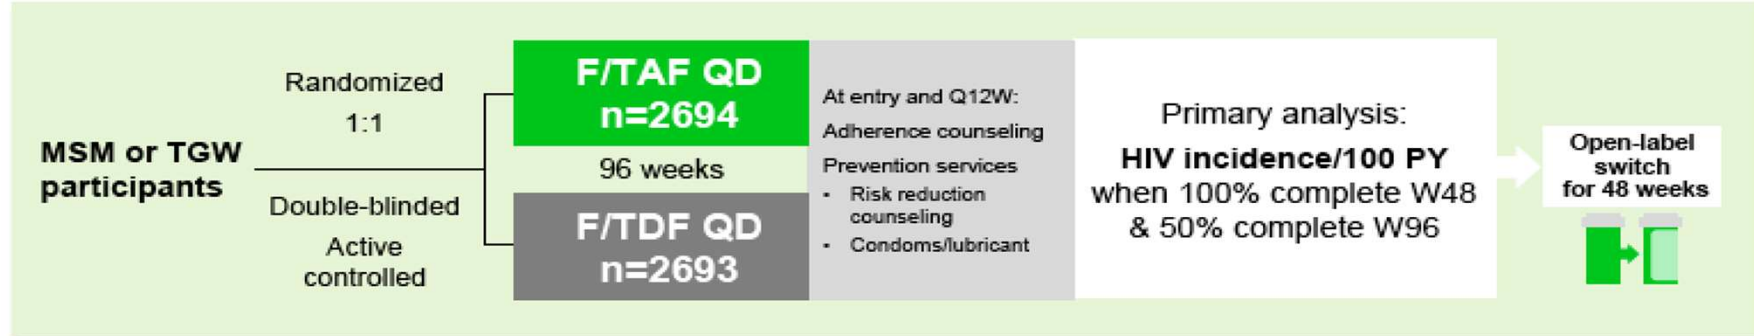 MSM or TGW
participants
Randomized
1:1
Double-blinded
Active
controlled
F/TAF QD
n=2694
96 weeks
F/TDF QD
n=2693
At entry and Q12W:
Adherence counseling
Prevention services
• Risk reduction
counseling
• Condoms/lubricant
Primary analysis:
HIV incidence/100 PY
when 100% complete W48
& 50% complete W96
Open-label
switch
for 48 weeks